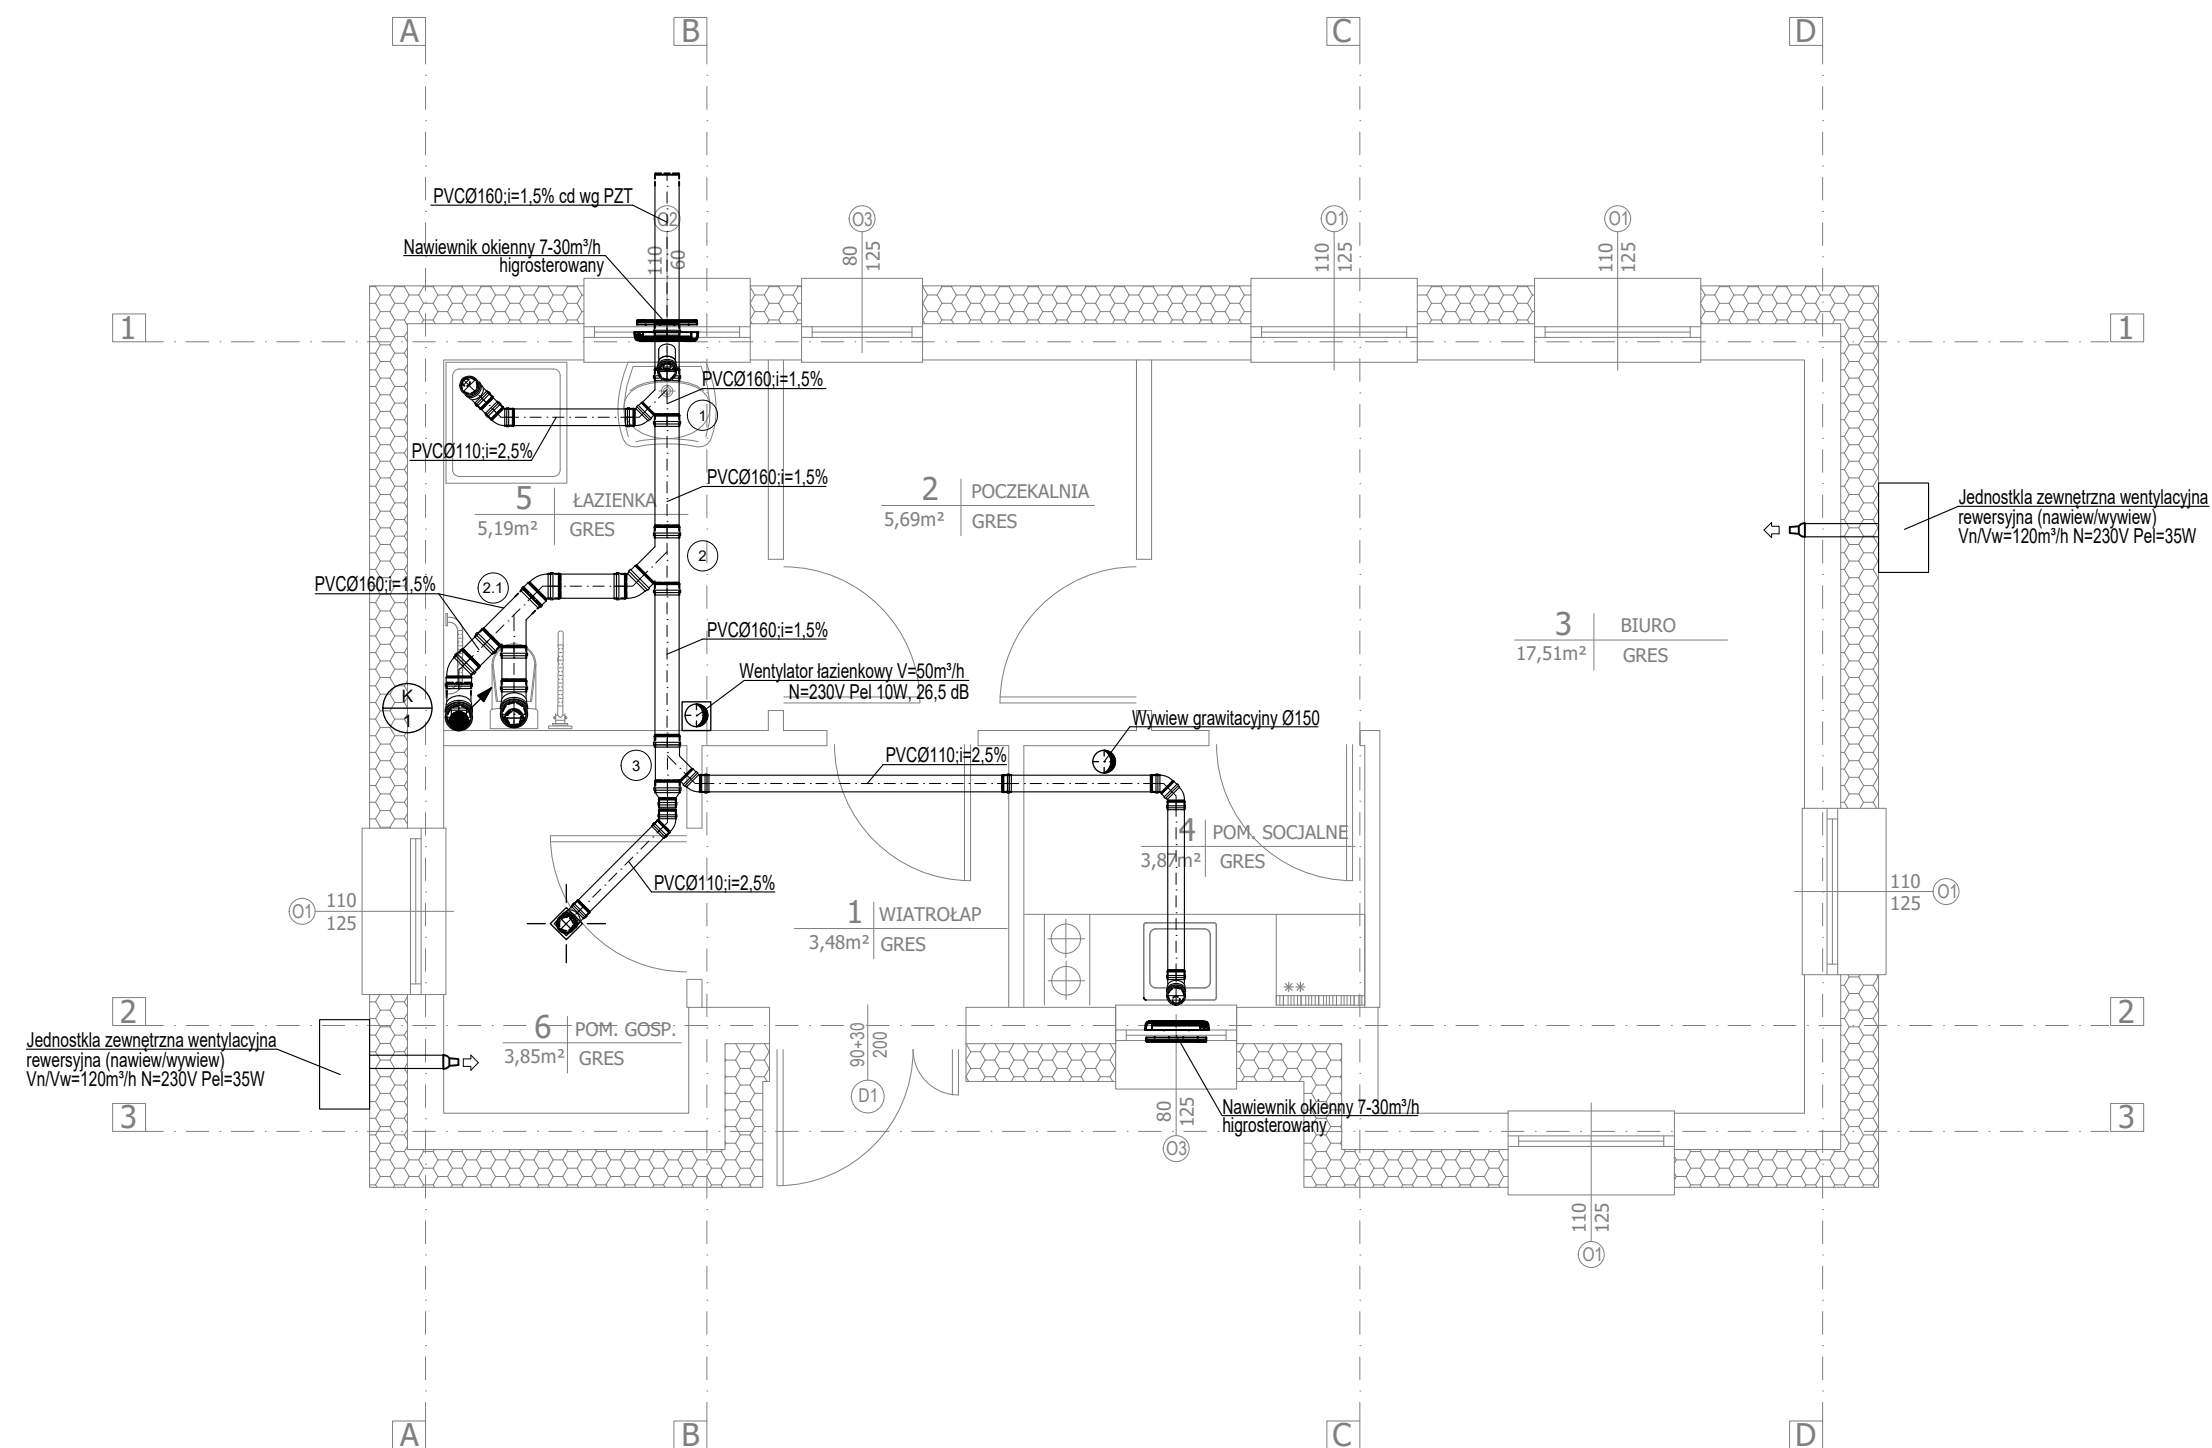 A
B
C
D
PVCØ160;i=1,5% cd wg PZT
O2
110
60
Nawiewnik okienny 7-30m³/h
higrosterowany
O3
80
125
O1
110
125
O1
110
125
1
1
PVCØ160;i=1,5%
1
PVCØ110;i=2,5%
PVCØ160;i=1,5%
5 ŁAZIENKA
5,19m² GRES
2 POCZEKALNIA
5,69m² GRES
Jednostkla zewnętrzna wentylacyjna
rewersyjna (nawiew/wywiew)
Vn/Vw=120m³/h N=230V Pel=35W
2
2.1
PVCØ160;i=1,5%
PVCØ160;i=1,5%
3 BIURO
17,51m² GRES
Wentylator łazienkowy V=50m³/h
N=230V Pel 10W, 26,5 dB
K
1
Wywiew grawitacyjny Ø150
3
PVCØ110;i=2,5%
4 POM. SOCJALNE
3,87m² GRES
PVCØ110;i=2,5%
O1
110
125
110
125
O1
1 WIATROŁAP
3,48m² GRES
**
2
2
6 POM. GOSP.
3,85m² GRES
Jednostkla zewnętrzna wentylacyjna
rewersyjna (nawiew/wywiew)
Vn/Vw=120m³/h N=230V Pel=35W
90+30
200
D1
3
3
80
125
O3
Nawiewnik okienny 7-30m³/h
higrosterowany
110
125
O1
A
B
C
D